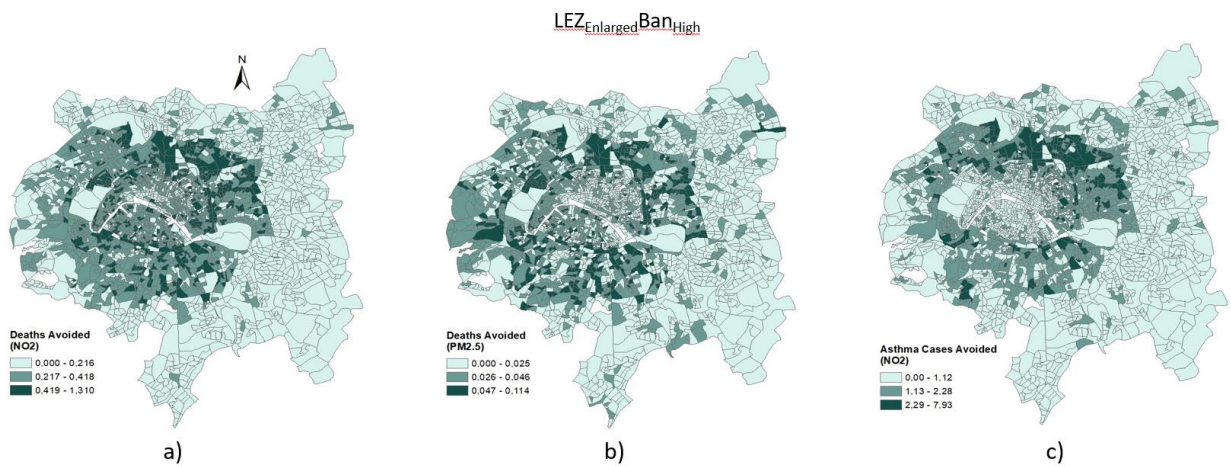 LEZEnlargedBanHigh
N
Deaths Avoided
(NO2)
0,000 - 0,216
0,217 - 0,418
0,419 - 1,310
a)
Deaths Avoided
(PM2.5)
0,000 - 0,025
0,026 - 0,046
0,047 - 0,114
b)
Asthma Cases Avoided
(NO2)
0,00 - 1,12
1,13 - 2,28
2,29 - 7,93
c)